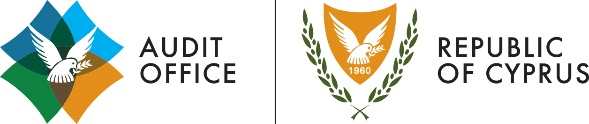 AUDIT
OFFICE
1960
REPUBLIC
OF CYPRUS